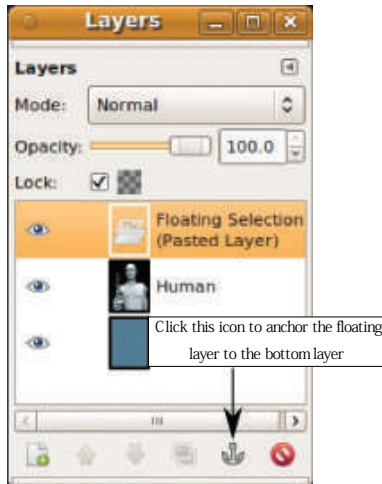 Layers
Layers
Mode: Normal
Opacity: 100.0
Lock:
Floating Selection
(Pasted Layer)
Human
Click this icon to anchor the floating
layer to the bottom layer